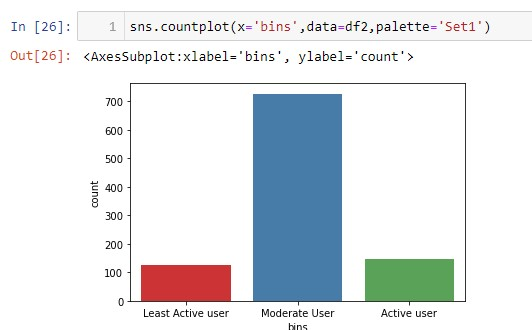 In [26]: 1 sns.countplot(x='bins',data=df2,palette='Set1')
Out[26]: <AxesSubplot:xlabel='bins', ylabel='count'>
700
600
500
400
300
200
100
0
count
Least Active user Moderate User Active user
bins